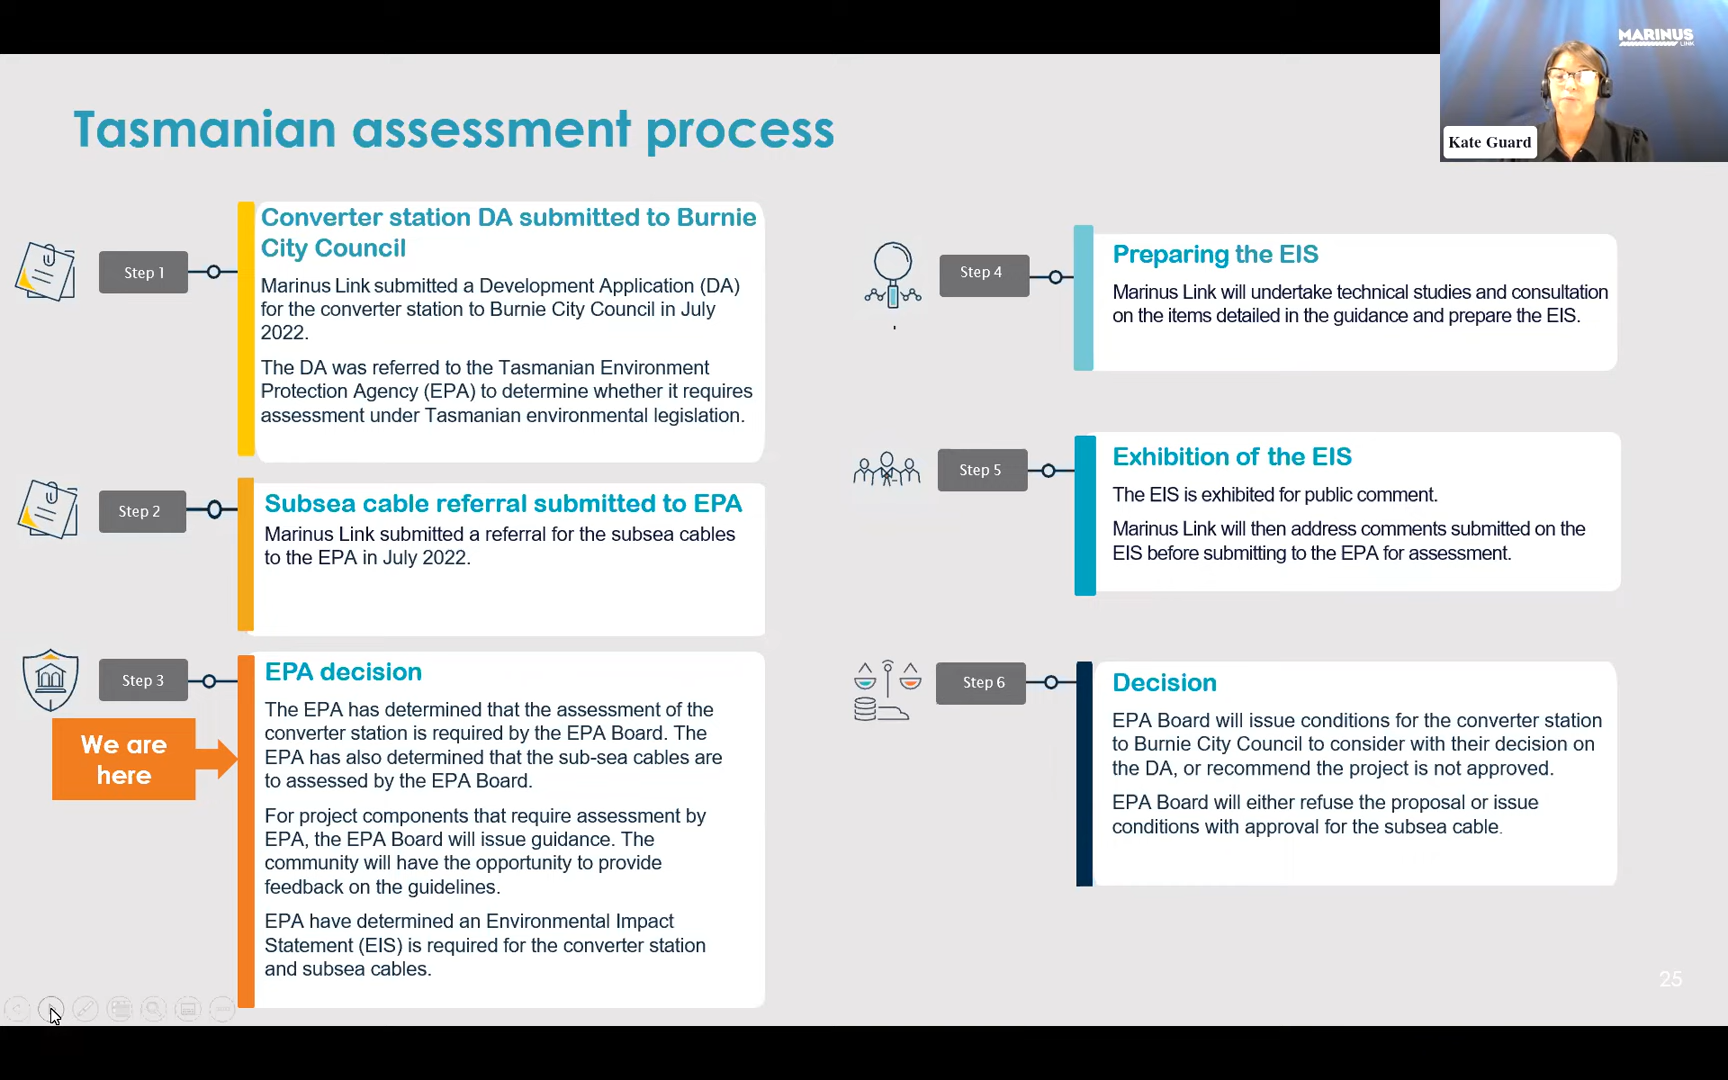 MARINUS
LINK
Kate Guard
Tasmanian assessment process
Step 1
Converter station DA submitted to Burnie
City Council
Marinus Link submitted a Development Application (DA)
for the converter station to Burnie City Council in July
2022.
The DA was referred to the Tasmanian Environment
Protection Agency (EPA) to determine whether it requires
assessment under Tasmanian environmental legislation.
Step 2
Subsea cable referral submitted to EPA
Marinus Link submitted a referral for the subsea cables
to the EPA in July 2022.
Step 3
We are
here
EPA decision
The EPA has determined that the assessment of the
converter station is required by the EPA Board. The
EPA has also determined that the sub-sea cables are
to assessed by the EPA Board.
For project components that require assessment by
EPA, the EPA Board will issue guidance. The
community will have the opportunity to provide
feedback on the guidelines.
EPA have determined an Environmental Impact
Statement (EIS) is required for the converter station
and subsea cables.
Step 4
Preparing the EIS
Marinus Link will undertake technical studies and consultation
on the items detailed in the guidance and prepare the EIS.
Step 5
Exhibition of the EIS
The EIS is exhibited for public comment.
Marinus Link will then address comments submitted on the
EIS before submitting to the EPA for assessment.
Step 6
Decision
EPA Board will issue conditions for the converter station
to Burnie City Council to consider with their decision on
the DA, or recommend the project is not approved.
EPA Board will either refuse the proposal or issue
conditions with approval for the subsea cable.
25